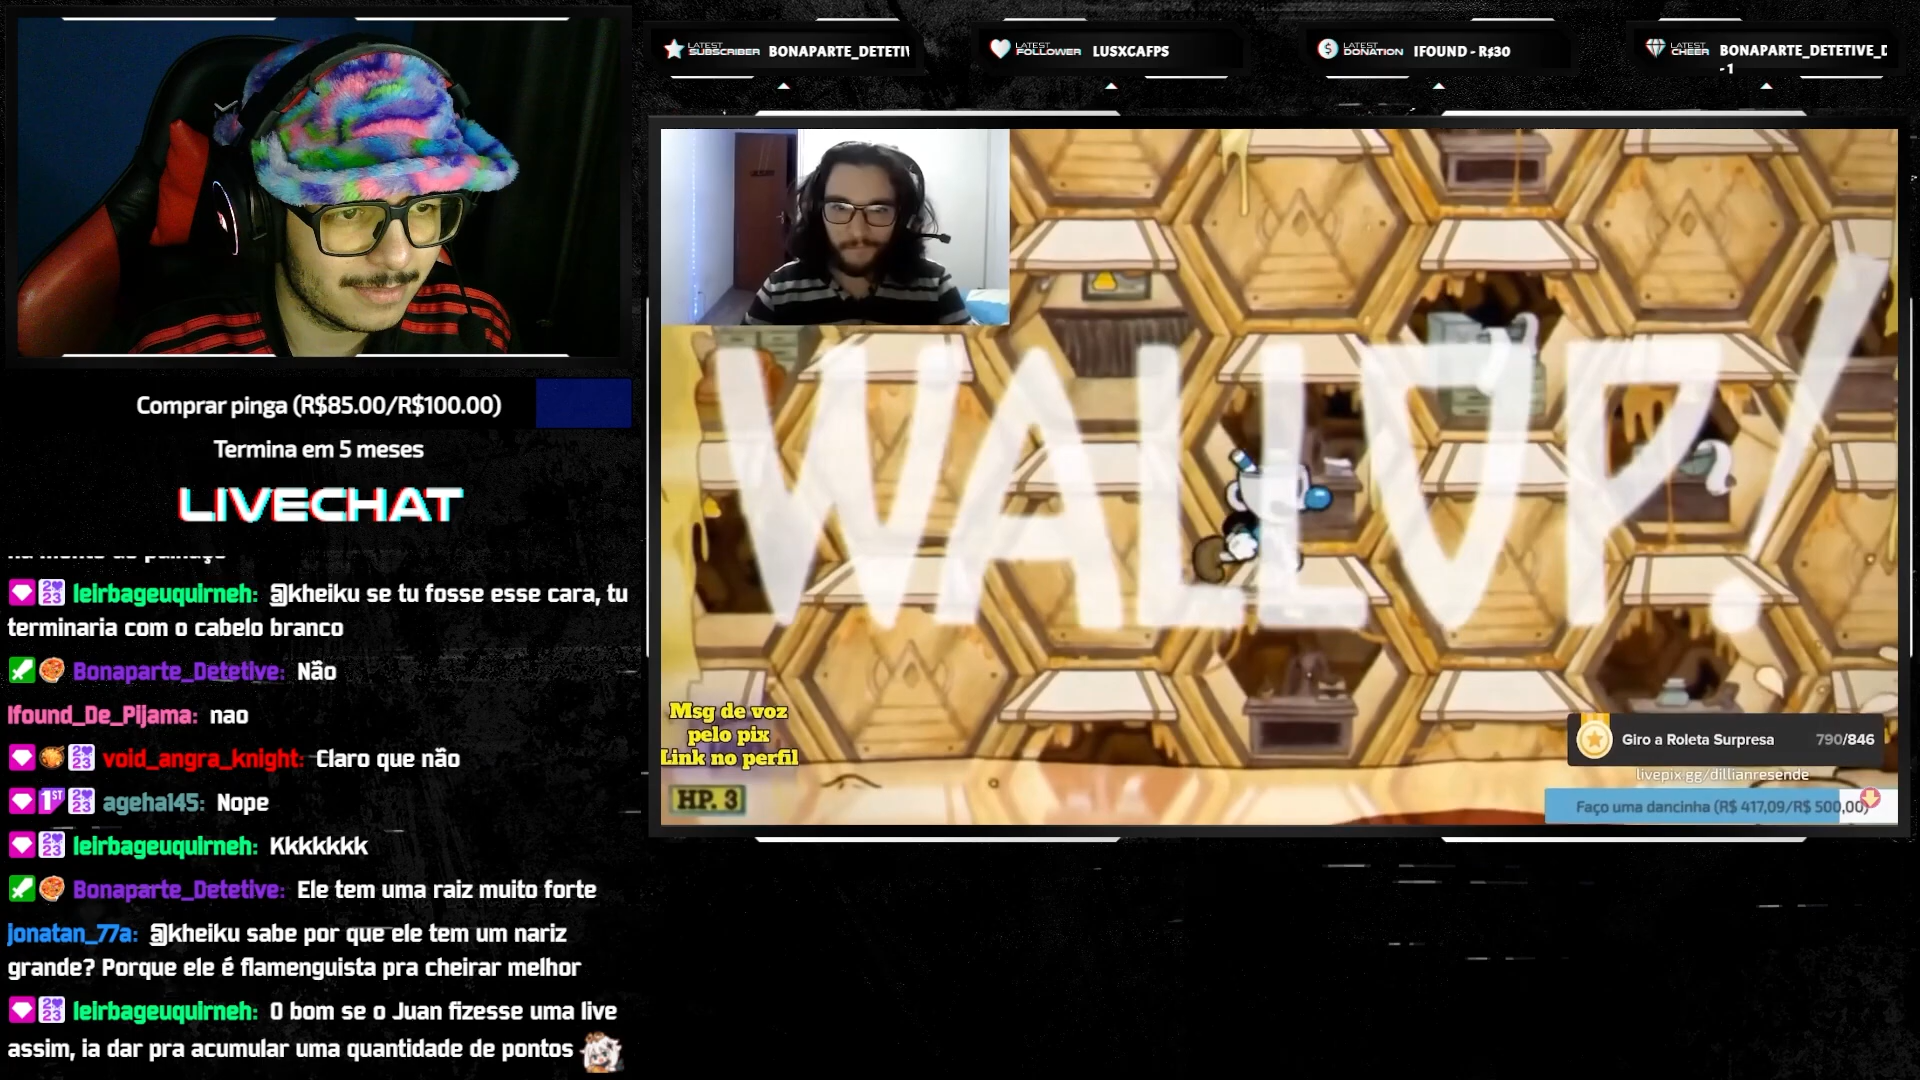 LATEST SUBSCRIBER BONAPARTE_DETETIV
LATEST FOLLOWER LUSXCAFPS
LATEST DONATION IFOUND - R$30
LATEST CHEER BONAPARTE_DETETIVE_D
- 1
WALLOP!
Msg de voz
pelo pix
Link no perfil
HP. 3
Giro a Roleta Surpresa 790/846
livepix.gg/dillianresende
Faço uma dancinha (R$ 417,09/R$ 500,00)
Comprar pinga (R$85.00/R$100.00)
Termina em 5 meses
LIVECHAT
leirbageuquirneh: @kheiku se tu fosse esse cara, tu
terminaria com o cabelo branco
Bonaparte_Detetive: Não
Ifound_De_Pijama: nao
void_angra_knight: Claro que não
1ST ageha145: Nope
leirbageuquirneh: Kkkkkkk
Bonaparte_Detetive: Ele tem uma raiz muito forte
jonatan_77a: @kheiku sabe por que ele tem um nariz
grande? Porque ele é flamenguista pra cheirar melhor
leirbageuquirneh: O bom se o Juan fizesse uma live
assim, ia dar pra acumular uma quantidade de pontos